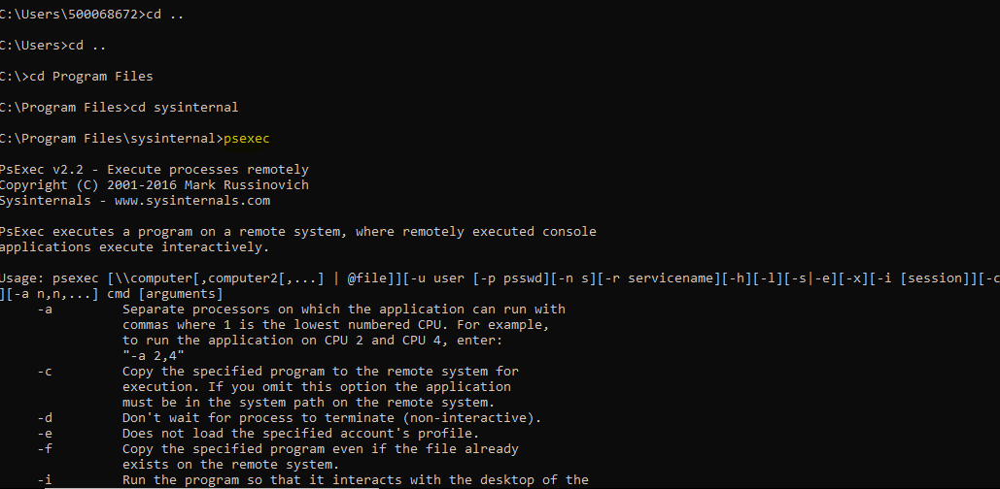 C:\Users\500068672>cd ..
C:\Users>cd ..
C:\>cd Program Files
C:\Program Files>cd sysinternal
C:\Program Files\sysinternal>psexec
PsExec v2.2 - Execute processes remotely
Copyright (C) 2001-2016 Mark Russinovich
Sysinternals - www.sysinternals.com
PsExec executes a program on a remote system, where remotely executed console
applications execute interactively.
Usage: psexec [\\computer[,computer2[,...] | @file]][-u user [-p psswd][-n s][-r servicename][-h][-l][-s|-e][-x][-i [session]][-c
][-a n,n,...] cmd [arguments]
-a Separate processors on which the application can run with
commas where 1 is the lowest numbered CPU. For example,
to run the application on CPU 2 and CPU 4, enter:
"-a 2,4"
-c Copy the specified program to the remote system for
execution. If you omit this option the application
must be in the system path on the remote system.
-d Don't wait for process to terminate (non-interactive).
-e Does not load the specified account's profile.
-f Copy the specified program even if the file already
exists on the remote system.
-i Run the program so that it interacts with the desktop of the